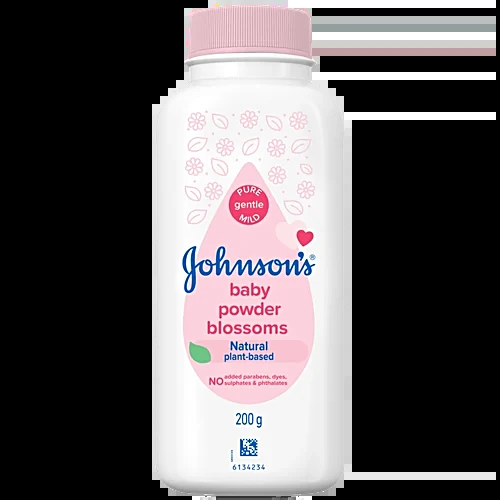 PURE
gentle
MILD
Johnson's®
baby
powder
blossoms
Natural
plant-based
NO added parabens, dyes,
sulphates & phthalates
200 g
6134234